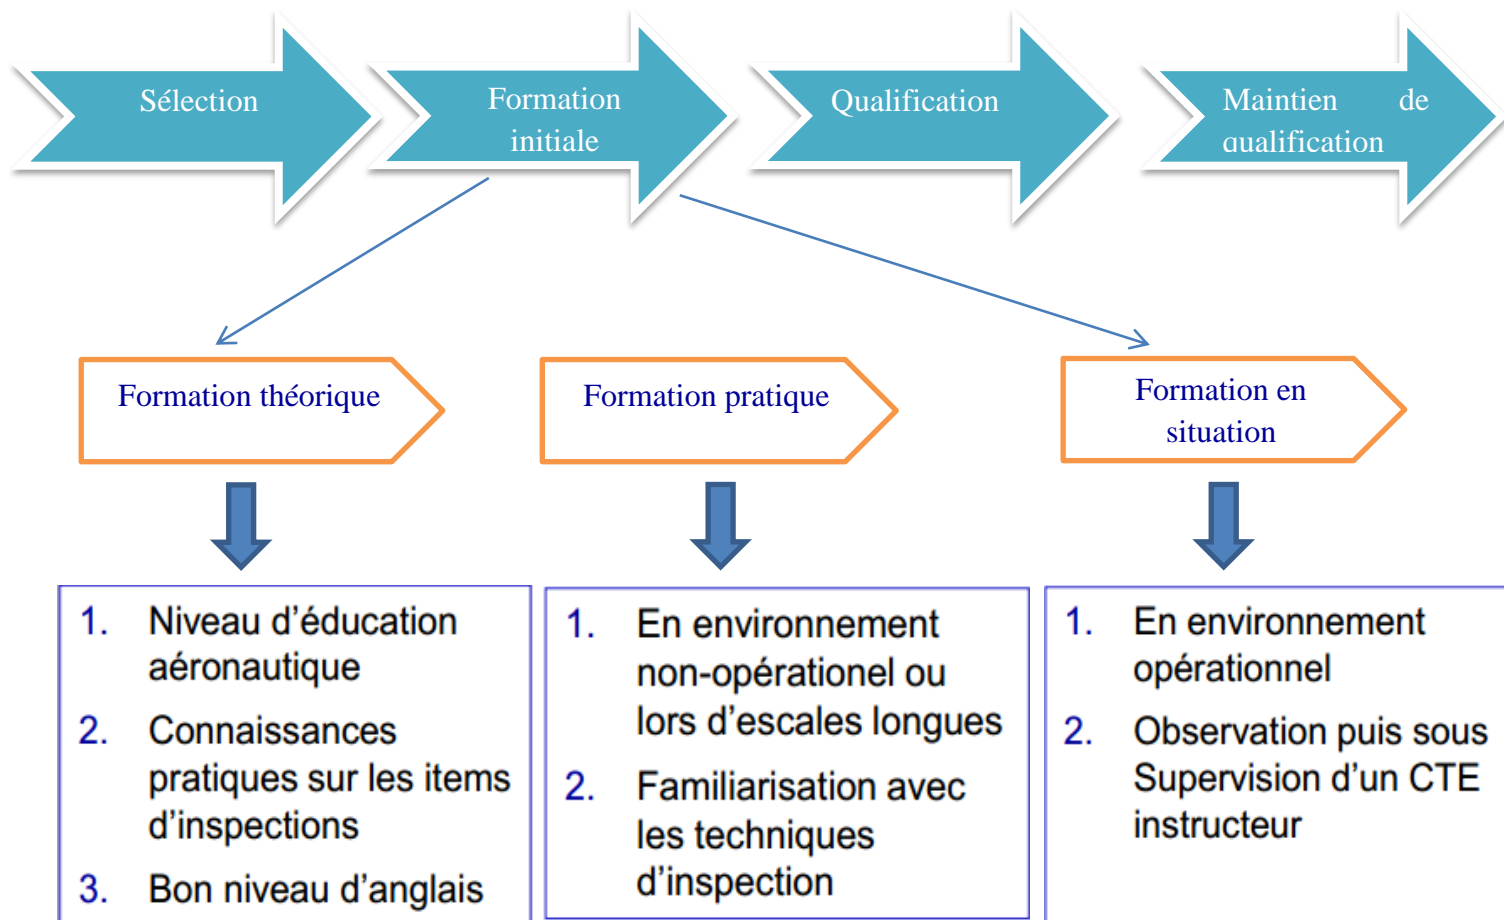 Sélection
Formation
initiale
Qualification
Maintien de
qualification
Formation théorique
Formation pratique
Formation en
situation
1. Niveau d’éducation
aéronautique
2. Connaissances
pratiques sur les items
d’inspections
3. Bon niveau d’anglais
1. En environnement
non-opérationel ou
lors d’escales longues
2. Familiarisation avec
les techniques
d’inspection
1. En environnement
opérationnel
2. Observation puis sous
Supervision d’un CTE
instructeur